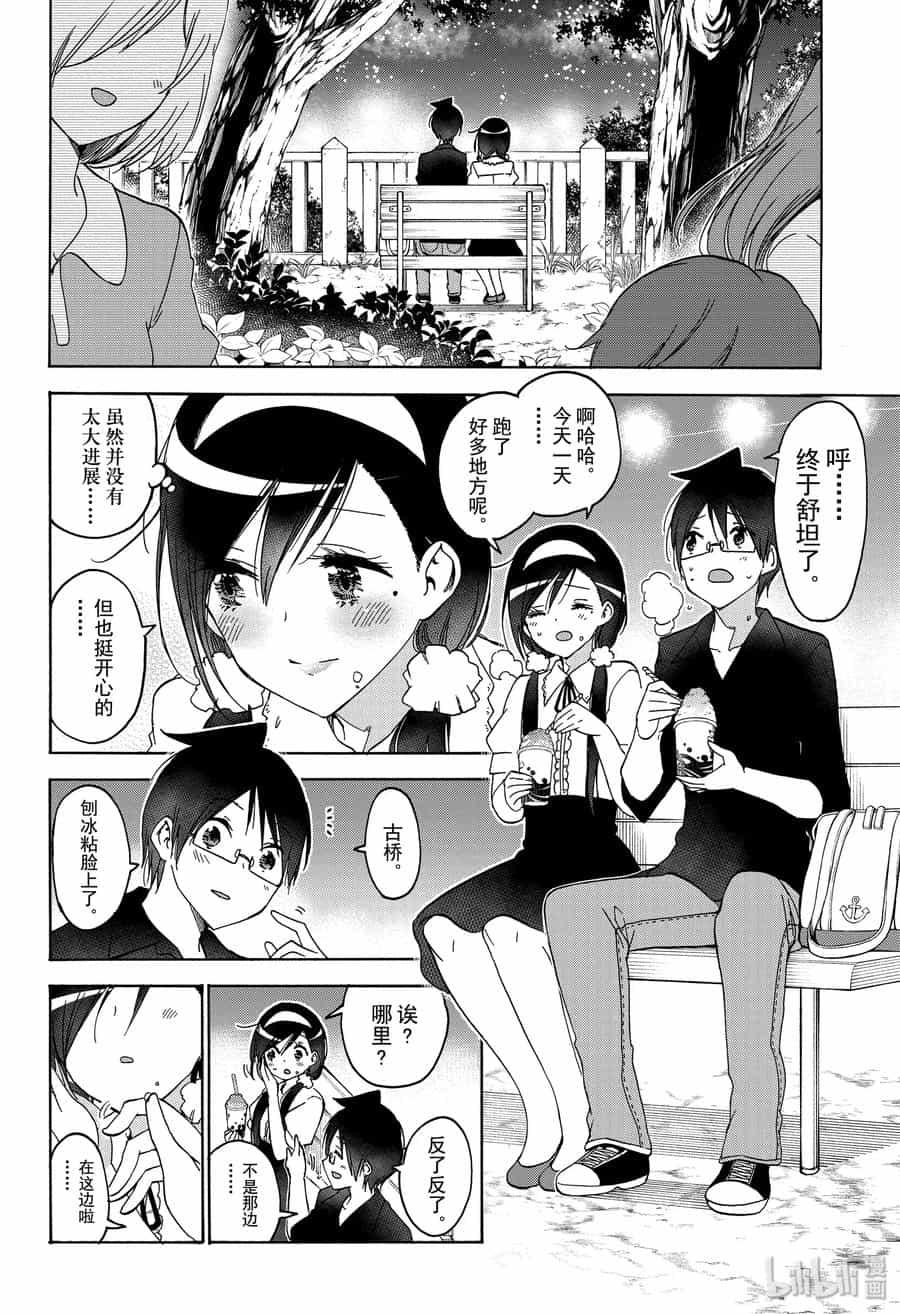 呼……
终于舒坦了。
啊哈哈。
今天一天
……
跑了
好多地方呢。
虽然并没有
太大进展……
但也挺开心的
……
古桥。
刨冰粘脸上了。
诶？
哪里？
反了反了。
不是那边
……
在这边啦
……
bilibili
漫画